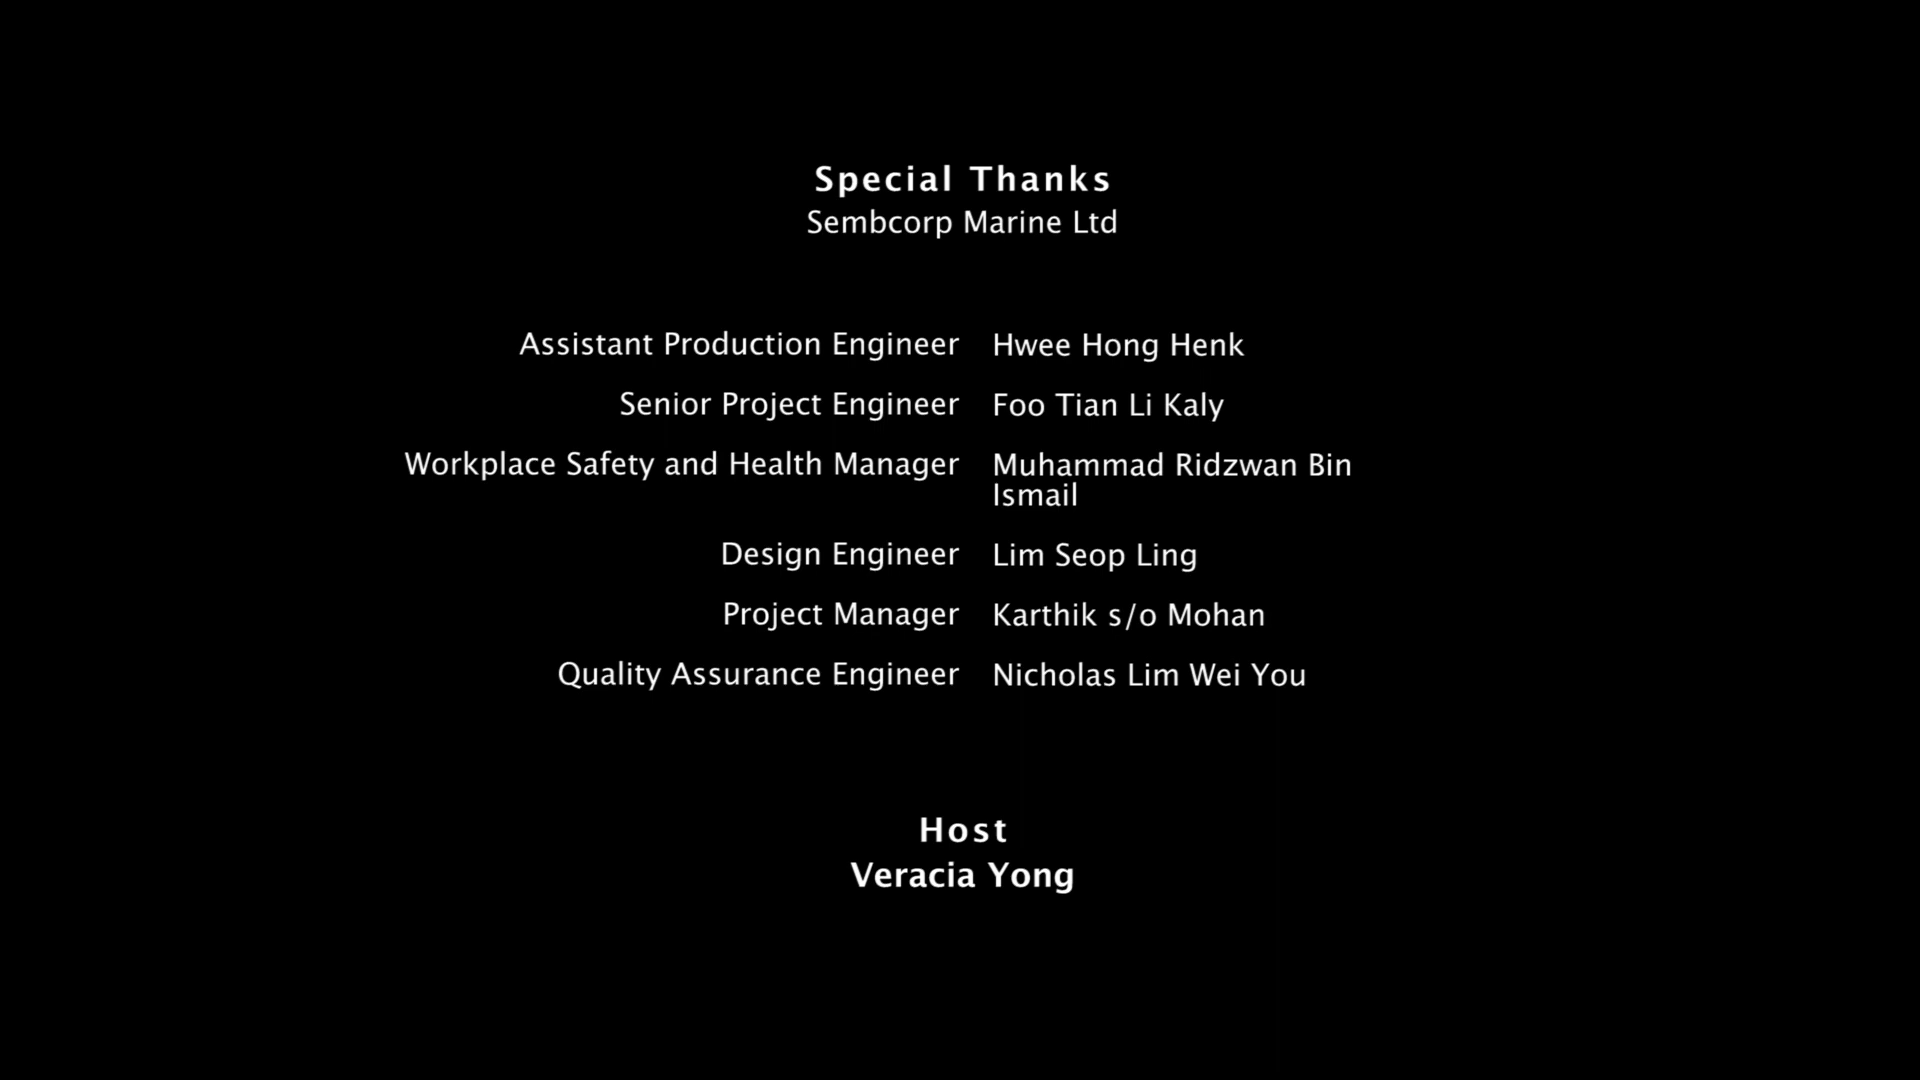 Special Thanks
Sembcorp Marine Ltd
Assistant Production Engineer Hwee Hong Henk
Senior Project Engineer Foo Tian Li Kaly
Workplace Safety and Health Manager Muhammad Ridzwan Bin
Ismail
Design Engineer Lim Seop Ling
Project Manager Karthik s/o Mohan
Quality Assurance Engineer Nicholas Lim Wei You
Host
Veracia Yong